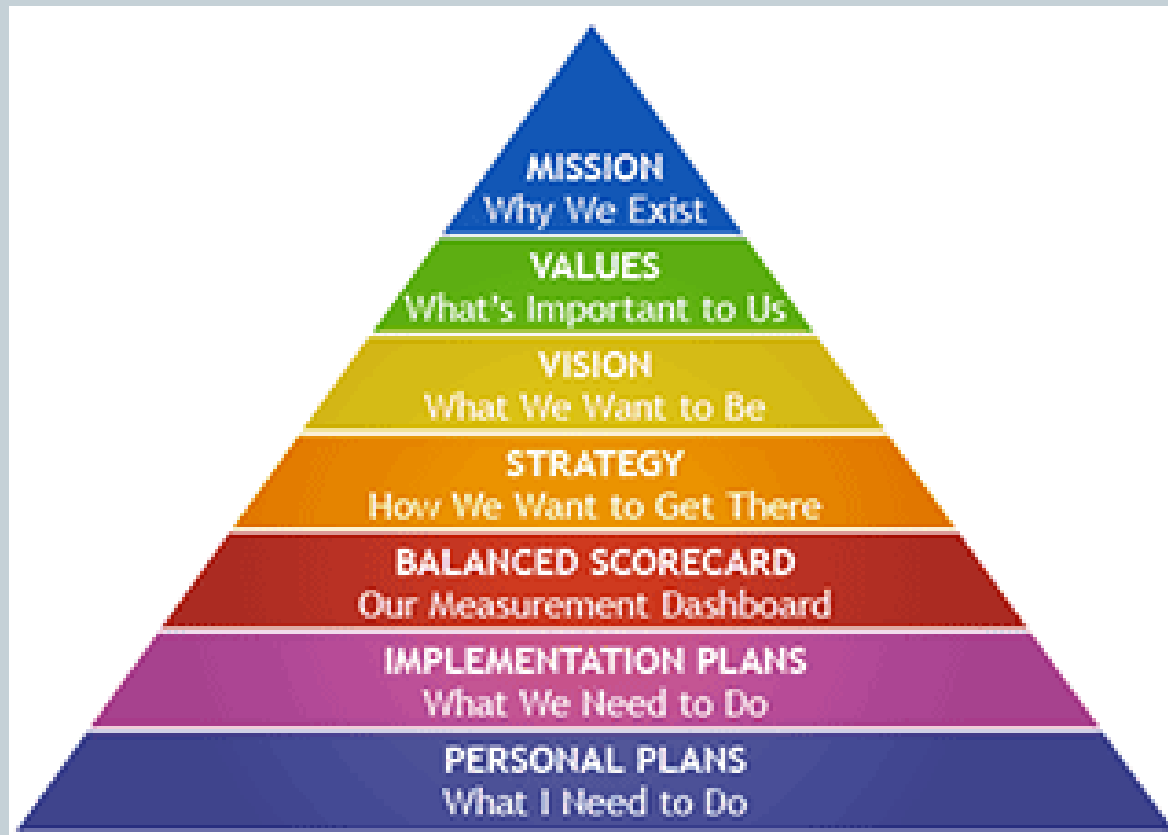 MISSION
Why We Exist
VALUES
What's Important to Us
VISION
What We Want to Be
STRATEGY
How We Want to Get There
BALANCED SCORECARD
Our Measurement Dashboard
IMPLEMENTATION PLANS
What We Need to Do
PERSONAL PLANS
What I Need to Do